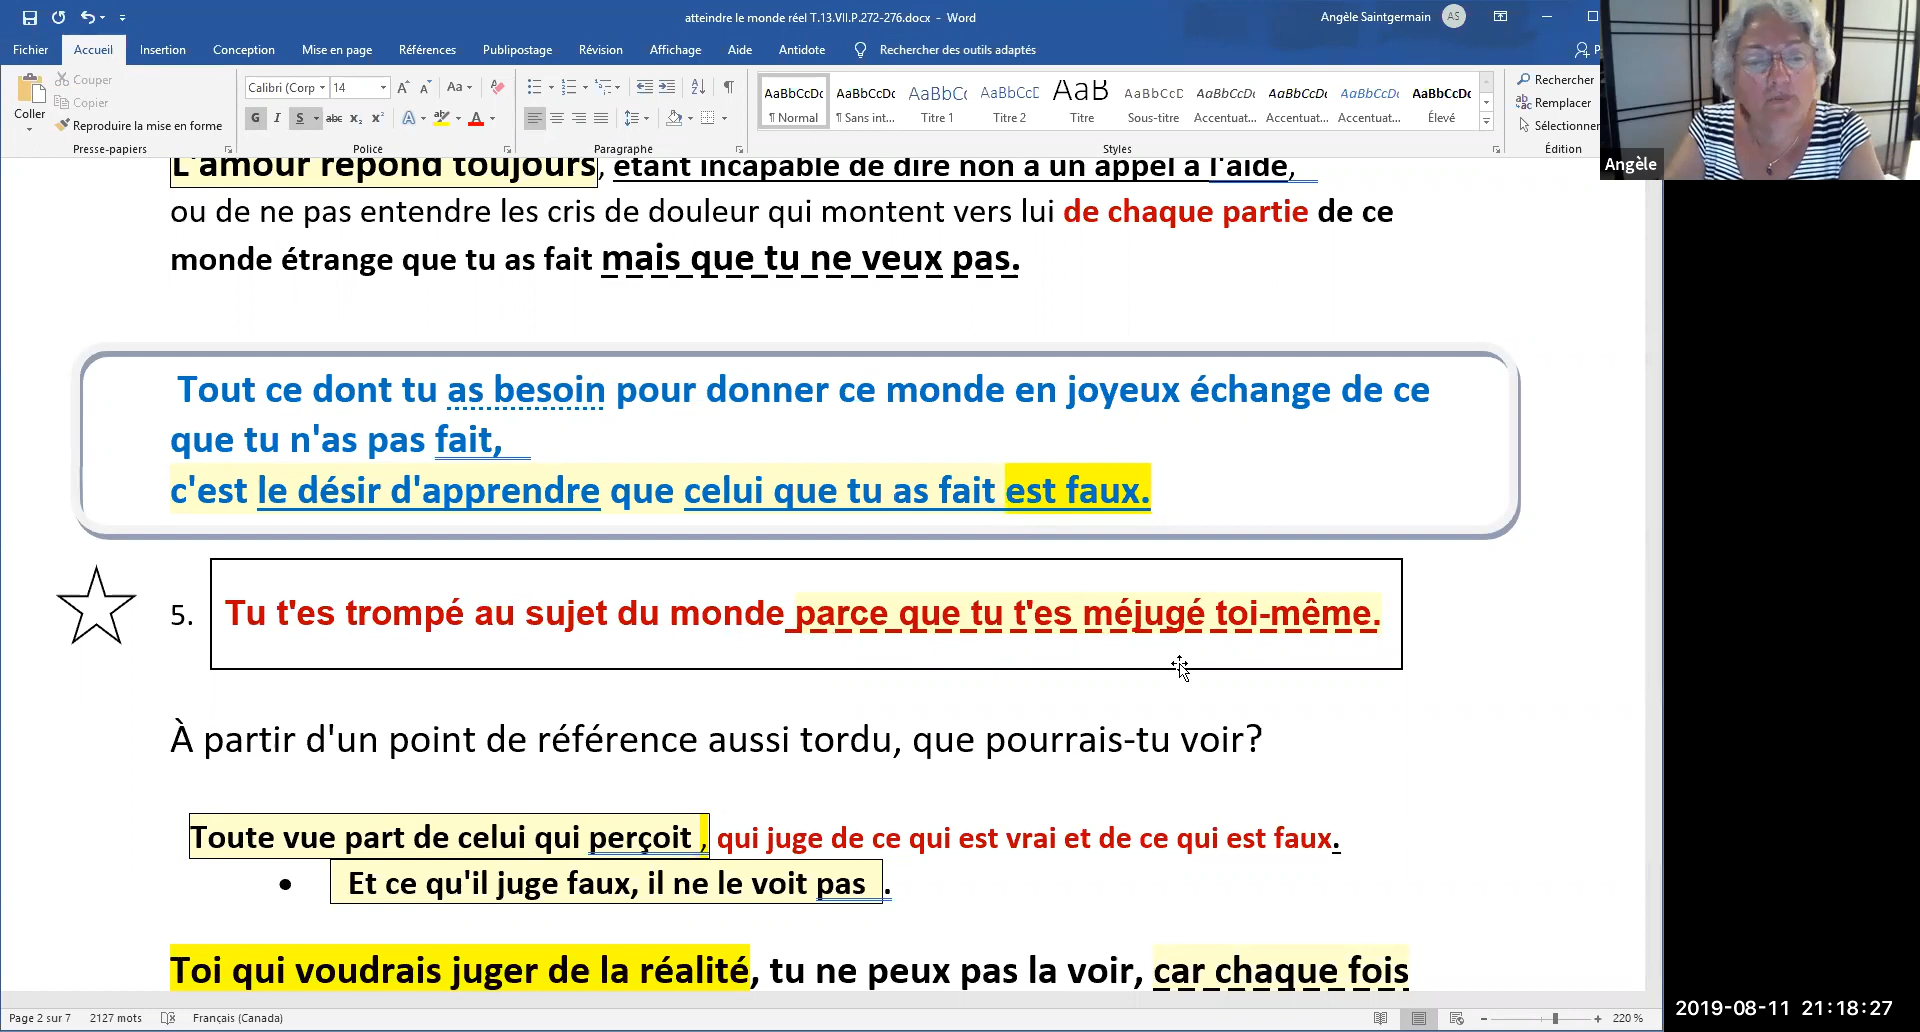 atteindre le monde réel T.13.VII.P.272-276.docx - Word
Angèle Saintgermain AS
Fichier Accueil Insertion Conception Mise en page Références Publipostage Révision Affichage Aide Antidote Rechercher des outils adaptés
Coller
Couper
Copier
Reproduire la mise en forme
Presse-papiers
Calibri (Corp 14
Police
Paragraphe
AaBbCcDc AaBbCcDc AaBbCc AaBbCcD AaB AaBbCcD AaBbCcDc AaBbCcDc AaBbCcDc AaBbCcDc
¶ Normal ¶ Sans int... Titre 1 Titre 2 Titre Sous-titre Accentuat... Accentuat... Accentuat... Élevé
Styles
Rechercher
Remplacer
Sélectionner
Édition
Angèle
L'amour répond toujours, étant incapable de dire non à un appel à l'aide,
ou de ne pas entendre les cris de douleur qui montent vers lui de chaque partie de ce
monde étrange que tu as fait mais que tu ne veux pas.
Tout ce dont tu as besoin pour donner ce monde en joyeux échange de ce
que tu n'as pas fait,
c'est le désir d'apprendre que celui que tu as fait est faux.
5. Tu t'es trompé au sujet du monde parce que tu t'es méjugé toi-même.
À partir d'un point de référence aussi tordu, que pourrais-tu voir?
Toute vue part de celui qui perçoit , qui juge de ce qui est vrai et de ce qui est faux.
• Et ce qu'il juge faux, il ne le voit pas .
Toi qui voudrais juger de la réalité, tu ne peux pas la voir, car chaque fois
Page 2 sur 7 2127 mots Français (Canada) 220 %
2019-08-11 21:18:27